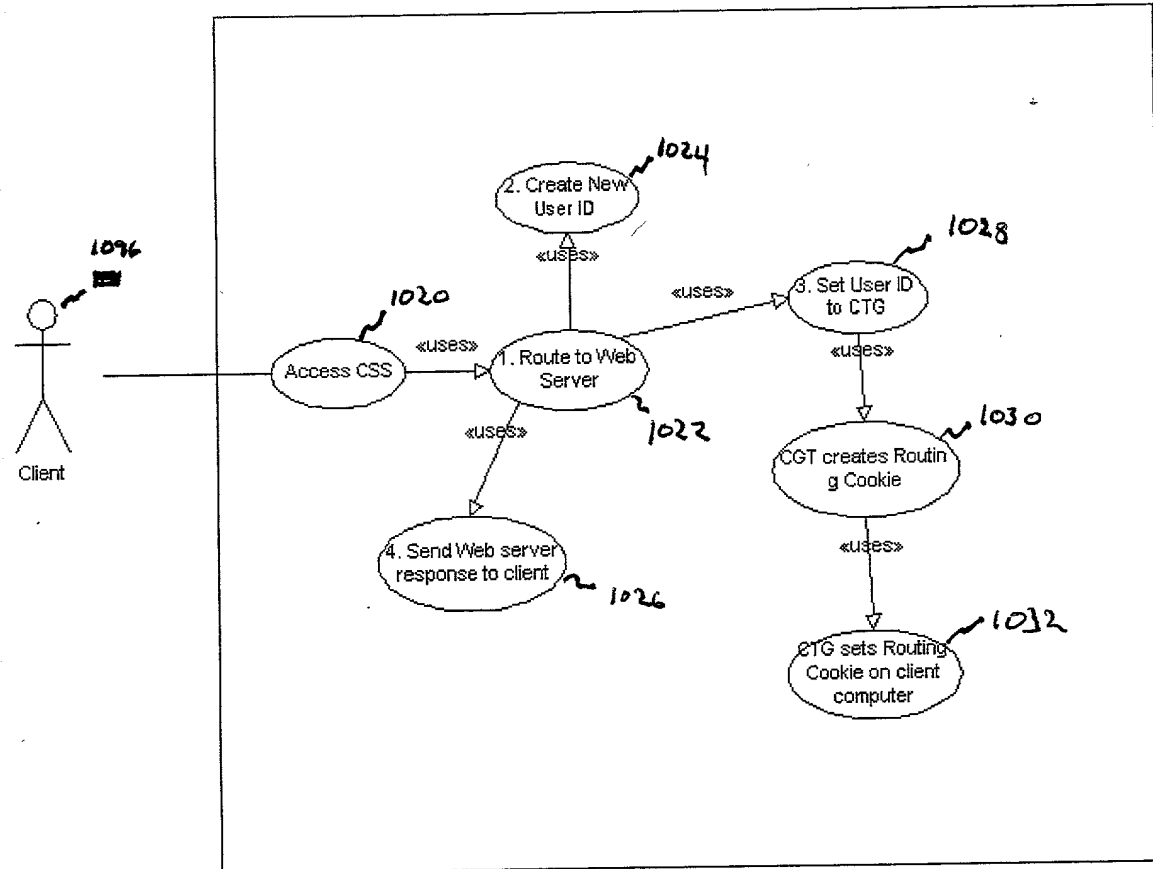 1024
2. Create New
User ID
«uses»
1096
1028
3. Set User ID
to CTG
«uses»
1020
«uses»
«uses»
Access CSS
1. Route to Web
Server
1022
«uses»
1030
CGT creates Routin
g Cookie
«uses»
4. Send Web server
response to client
1026
Client
1032
CTG sets Routing
Cookie on client
computer